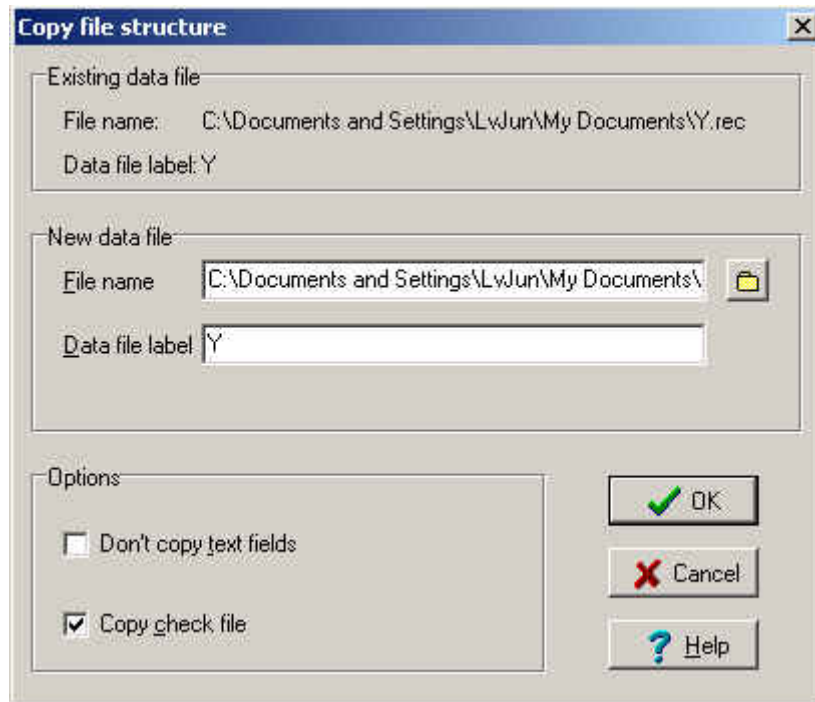 Copy file structure
Existing data file
File name: C:\Documents and Settings\LvJun\My Documents\Y.rec
Data file label: Y
New data file
File name C:\Documents and Settings\LvJun\My Documents\
Data file label Y
Options
Don't copy text fields
Copy check file
OK
Cancel
Help